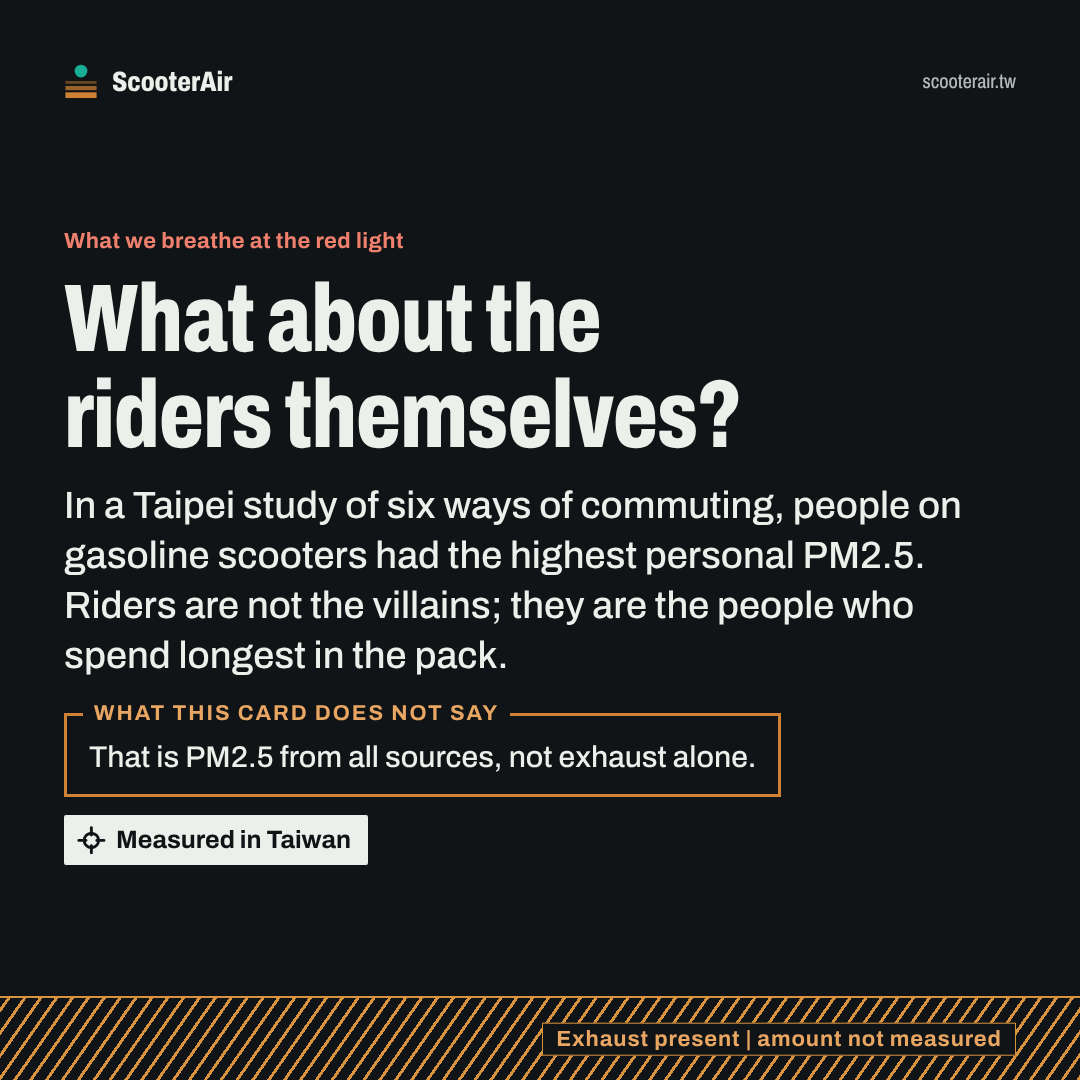 ScooterAir
scooterair.tw
What we breathe at the red light
What about the
riders themselves?
In a Taipei study of six ways of commuting, people on
gasoline scooters had the highest personal PM2.5.
Riders are not the villains; they are the people who
spend longest in the pack.
WHAT THIS CARD DOES NOT SAY
That is PM2.5 from all sources, not exhaust alone.
Measured in Taiwan
Exhaust present | amount not measured